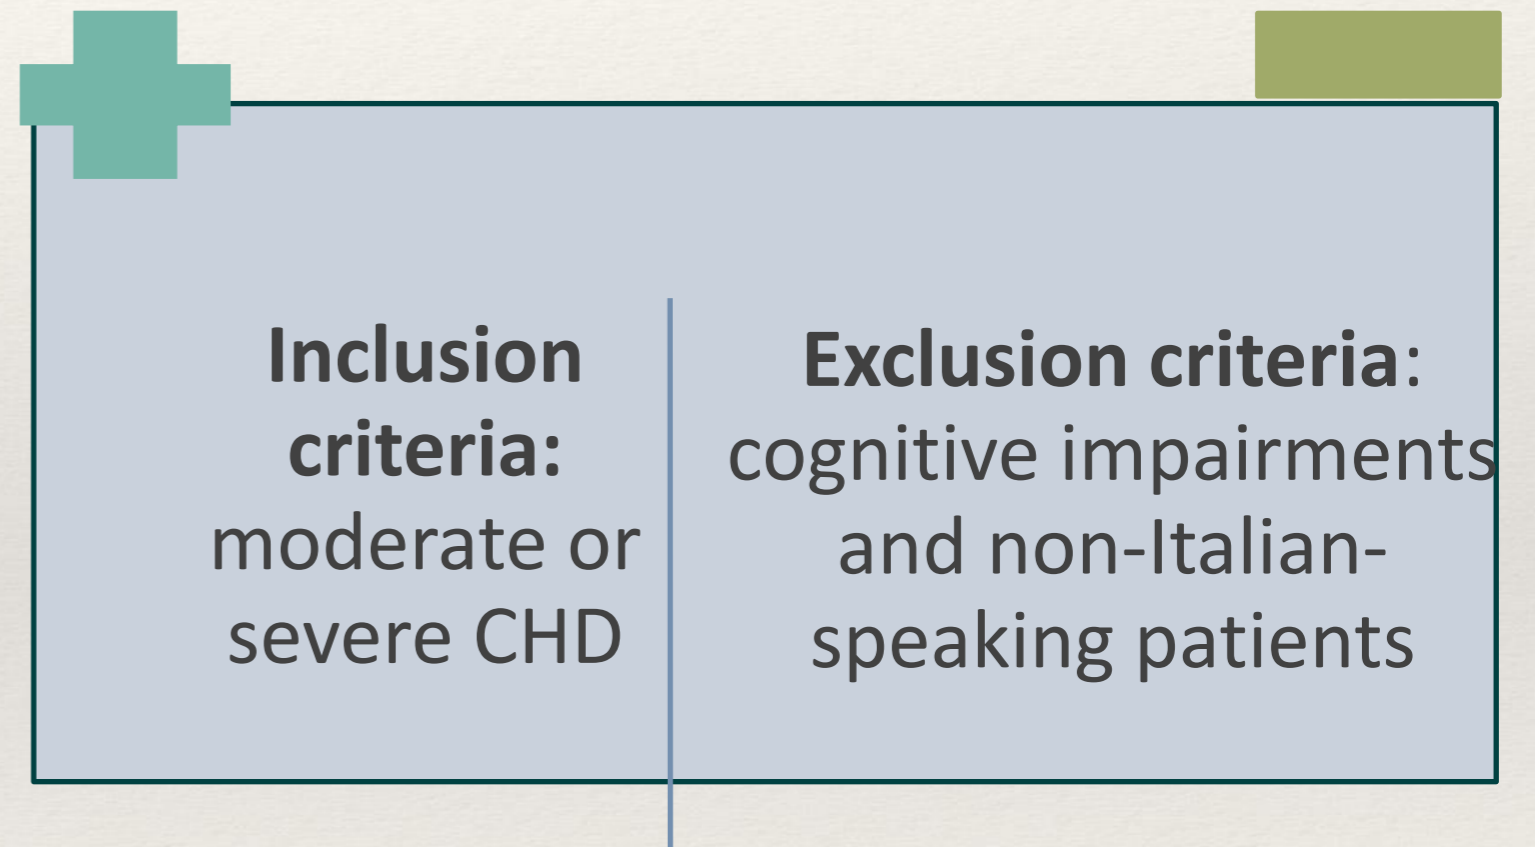 Inclusion
criteria:
moderate or
severe CHD
Exclusion criteria:
cognitive impairments
and non-Italian-
speaking patients